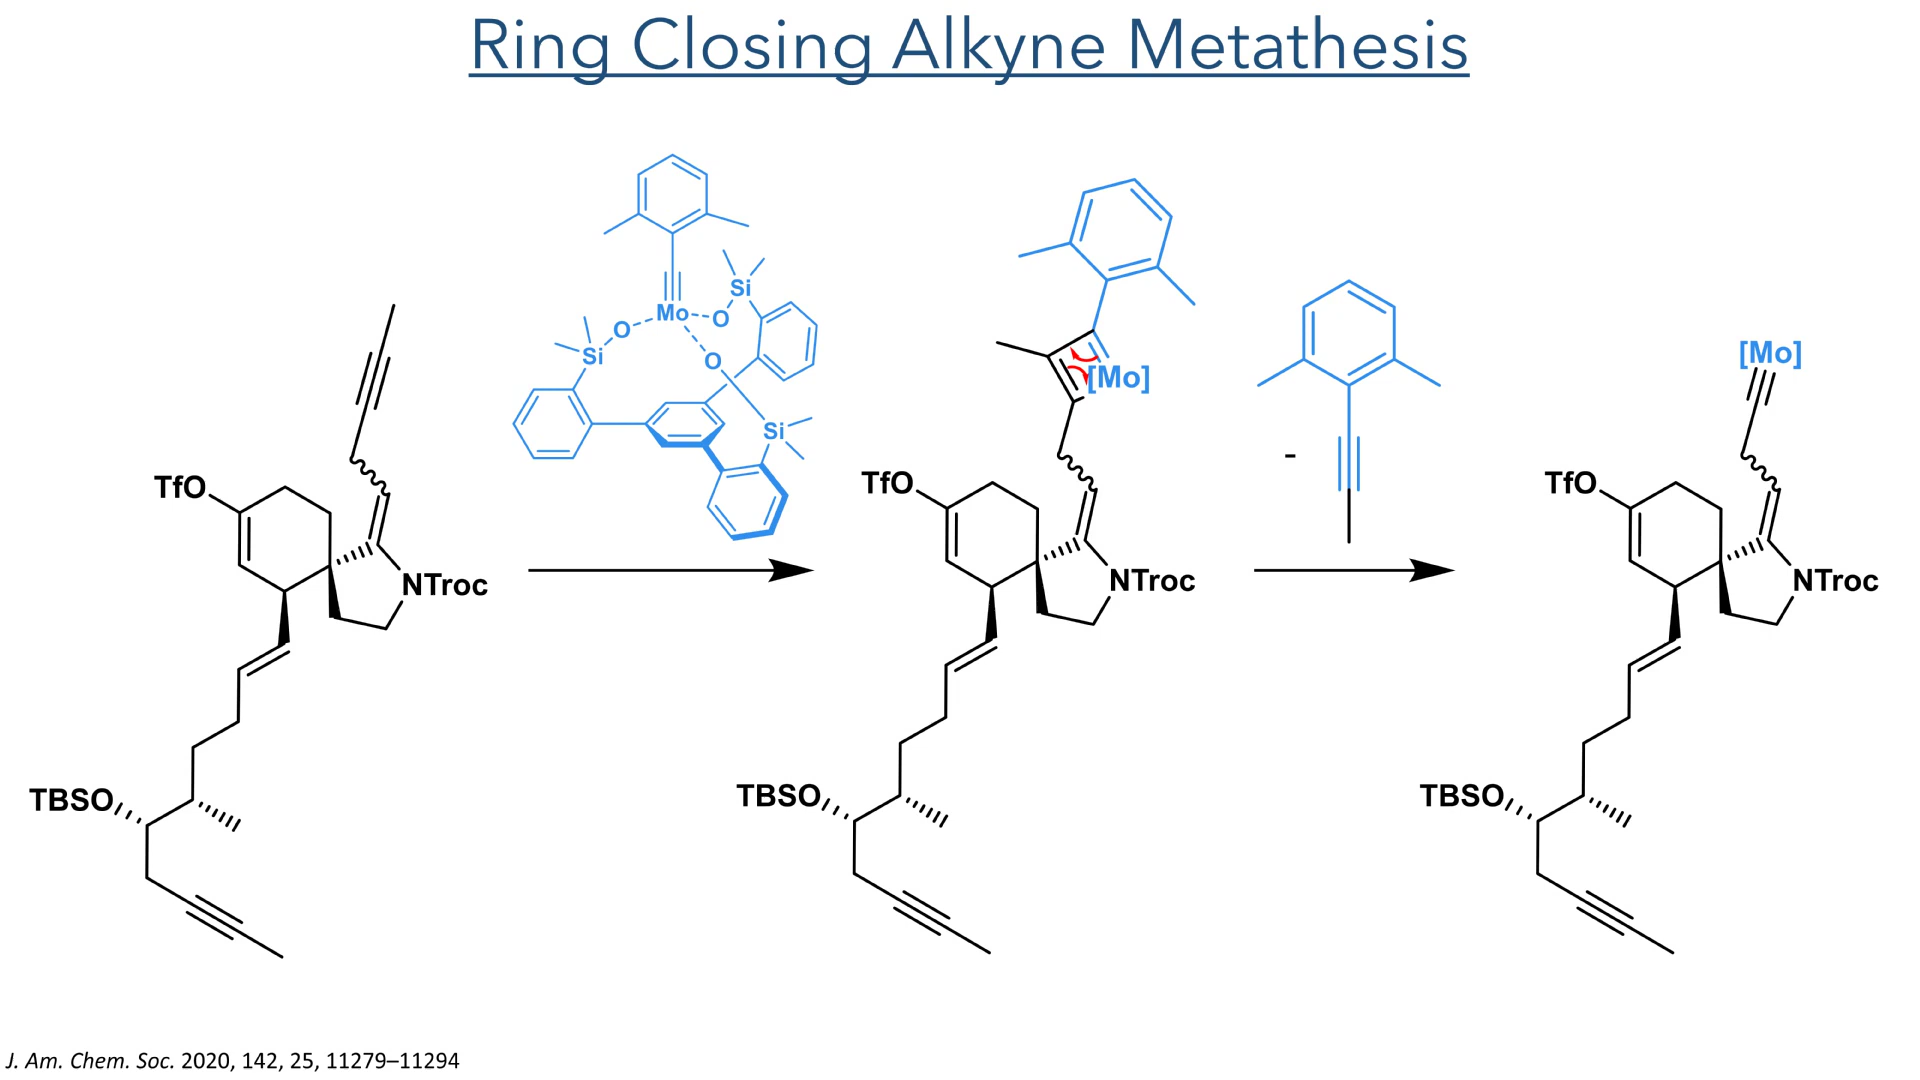 Ring Closing Alkyne Metathesis
Si
Mo
O
O
Si
O
[Mo]
[Mo]
Si
TfO
TfO
TfO
-
NTroc
NTroc
NTroc
TBSO
TBSO
TBSO
J. Am. Chem. Soc. 2020, 142, 25, 11279–11294